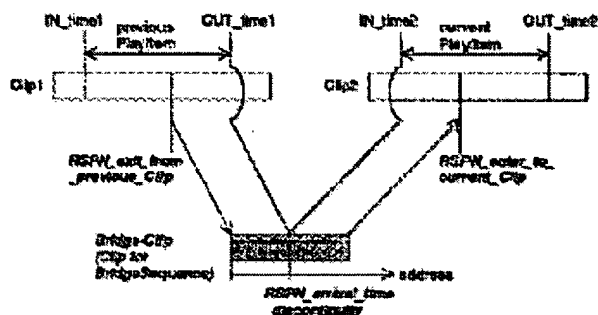 IN_time1
previous
PlayItem
OUT_time1
IN_time2
current
PlayItem
OUT_time2
Clip1
Clip2
RSPN_exit_from
_previous_Clip
RSPN_enter_to_
current_Clip
Bridge-Clip
(Clip for
BridgeSequence)
address
RSPN_arrival_time
discontinuity